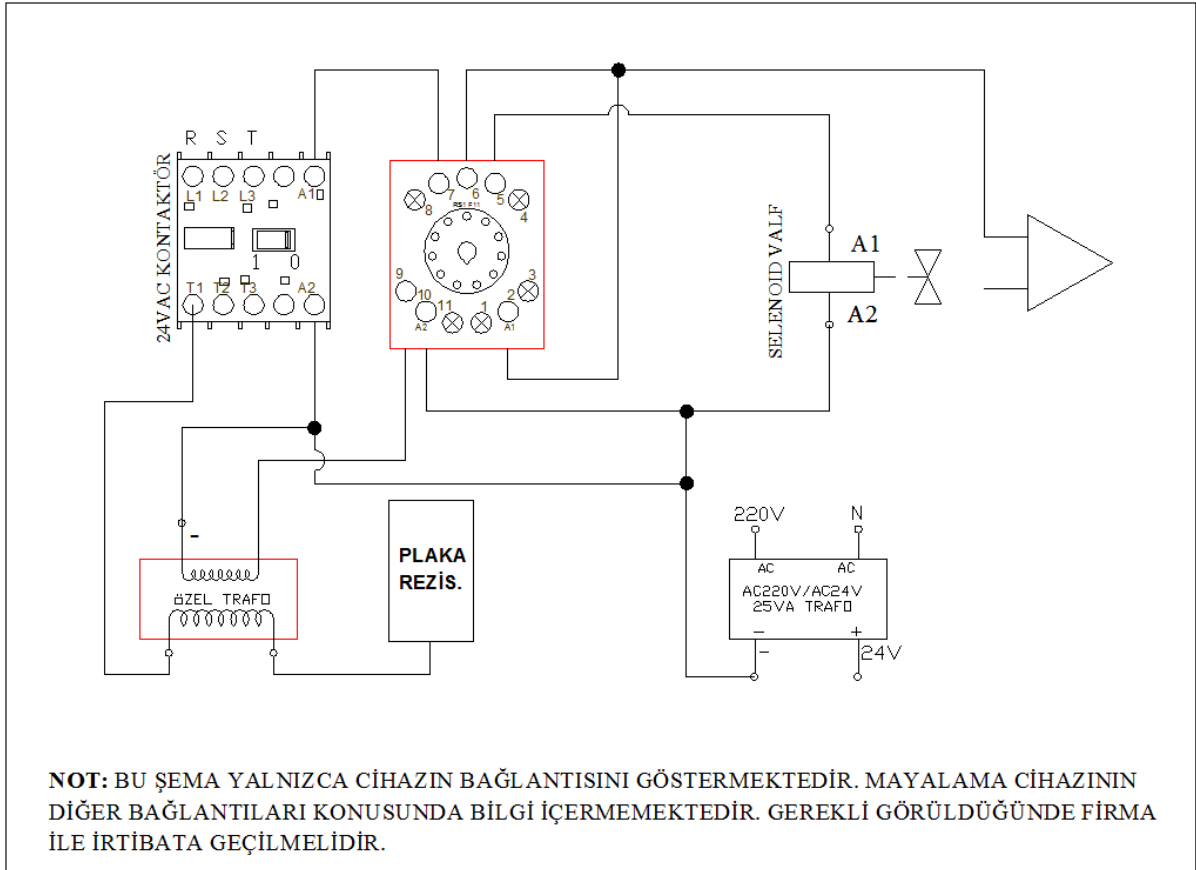 R S T
24VAC KONTAKTÖR
L1 L2 L3 A1
1 0
T1 T2 T3 A2
7 6 5
8 4
RS1 F11
9 3
10 11 1 2
A2 A1
SELENOID VALF
A1
A2
-
ÖZEL TRAFO
PLAKA
REZİS.
220V N
AC AC
AC220V/AC24V
25VA TRAFO
- +
- 24V
NOT: BU ŞEMA YALNIZCA CİHAZIN BAĞLANTISINI GÖSTERMEKTEDİR. MAYALAMA CİHAZININ
DİĞER BAĞLANTILARI KONUSUNDA BİLGİ İÇERMEMEKTEDİR. GEREKLİ GÖRÜLDÜĞÜNDE FİRMA
İLE İRTİBATA GEÇİLMELİDİR.